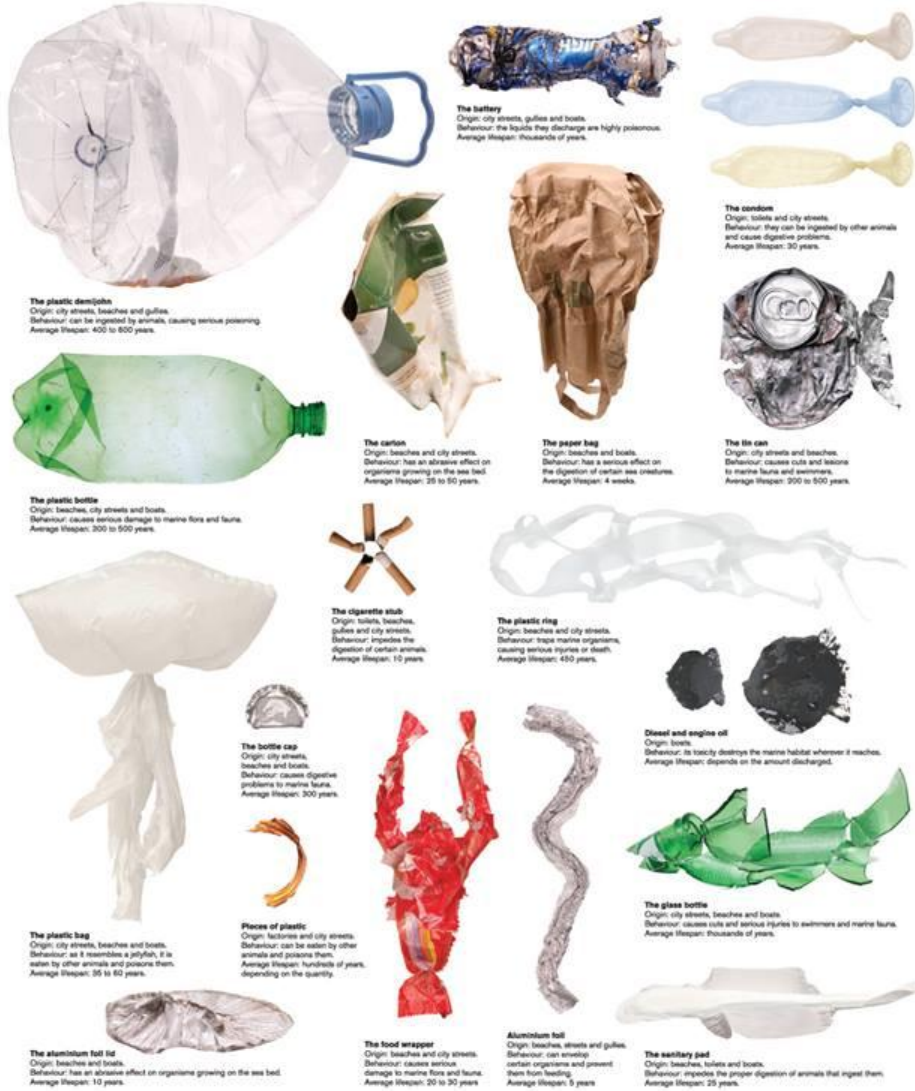 The battery
Origin: city streets, gullies and boats.
Behaviour: the liquids they discharge are highly poisonous.
Average lifespan: thousands of years.
The condom
Origin: toilets and city streets.
Behaviour: they can be ingested by other animals
and cause digestive problems.
Average lifespan: 30 years.
The plastic demijohn
Origin: city streets, beaches and gullies.
Behaviour: can be ingested by animals, causing serious poisoning.
Average lifespan: 400 to 600 years.
The carton
Origin: beaches and city streets.
Behaviour: has an abrasive effect on
organisms growing on the sea bed.
Average lifespan: 25 to 50 years.
The paper bag
Origin: beaches and boats.
Behaviour: has a serious effect on
the digestion of certain sea creatures.
Average lifespan: 4 weeks.
The tin can
Origin: city streets and beaches.
Behaviour: causes cuts and lesions
to marine fauna and swimmers.
Average lifespan: 200 to 500 years.
The plastic bottle
Origin: beaches, city streets and boats.
Behaviour: causes serious damage to marine flora and fauna.
Average lifespan: 300 to 500 years.
The cigarette stub
Origin: toilets, beaches,
gullies and city streets.
Behaviour: impedes the
digestion of certain animals.
Average lifespan: 10 years.
The plastic ring
Origin: beaches and city streets.
Behaviour: traps marine organisms,
causing serious injuries or death.
Average lifespan: 450 years.
The bottle cap
Origin: city streets,
beaches and boats.
Behaviour: causes digestive
problems to marine fauna.
Average lifespan: 300 years.
Diesel and engine oil
Origin: boats.
Behaviour: its toxicity destroys the marine habitat wherever it reaches.
Average lifespan: depends on the amount discharged.
The plastic bag
Origin: city streets, beaches and boats.
Behaviour: as it resembles a jellyfish, it is
eaten by other animals and poisons them.
Average lifespan: 35 to 60 years.
Pieces of plastic
Origin: factories and city streets.
Behaviour: can be eaten by other
animals and poisons them.
Average lifespan: hundreds of years,
depending on the quantity.
The glass bottle
Origin: city streets, beaches and boats.
Behaviour: causes cuts and serious injuries to swimmers and marine fauna.
Average lifespan: thousands of years.
The aluminium foil lid
Origin: beaches and boats.
Behaviour: has an abrasive effect on organisms growing on the sea bed.
Average lifespan: 10 years.
The food wrapper
Origin: beaches and city streets.
Behaviour: causes serious
damage to marine flora and fauna.
Average lifespan: 20 to 30 years
Aluminium foil
Origin: beaches, streets and gullies.
Behaviour: can envelop
certain organisms and prevent
them from feeding.
Average lifespan: 5 years
The sanitary pad
Origin: beaches, toilets and boats.
Behaviour: impedes the proper digestion of animals that ingest them.
Average lifespan: 25 years.